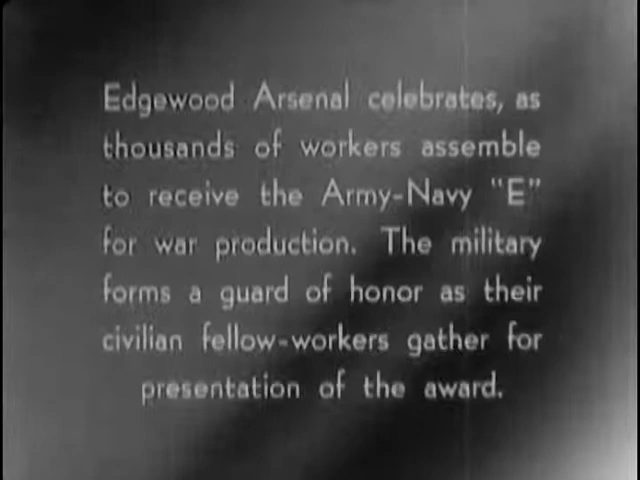 Edgewood Arsenal celebrates, as
thousands of workers assemble
to receive the Army-Navy "E"
for war production. The military
forms a guard of honor as their
civilian fellow-workers gather for
presentation of the award.